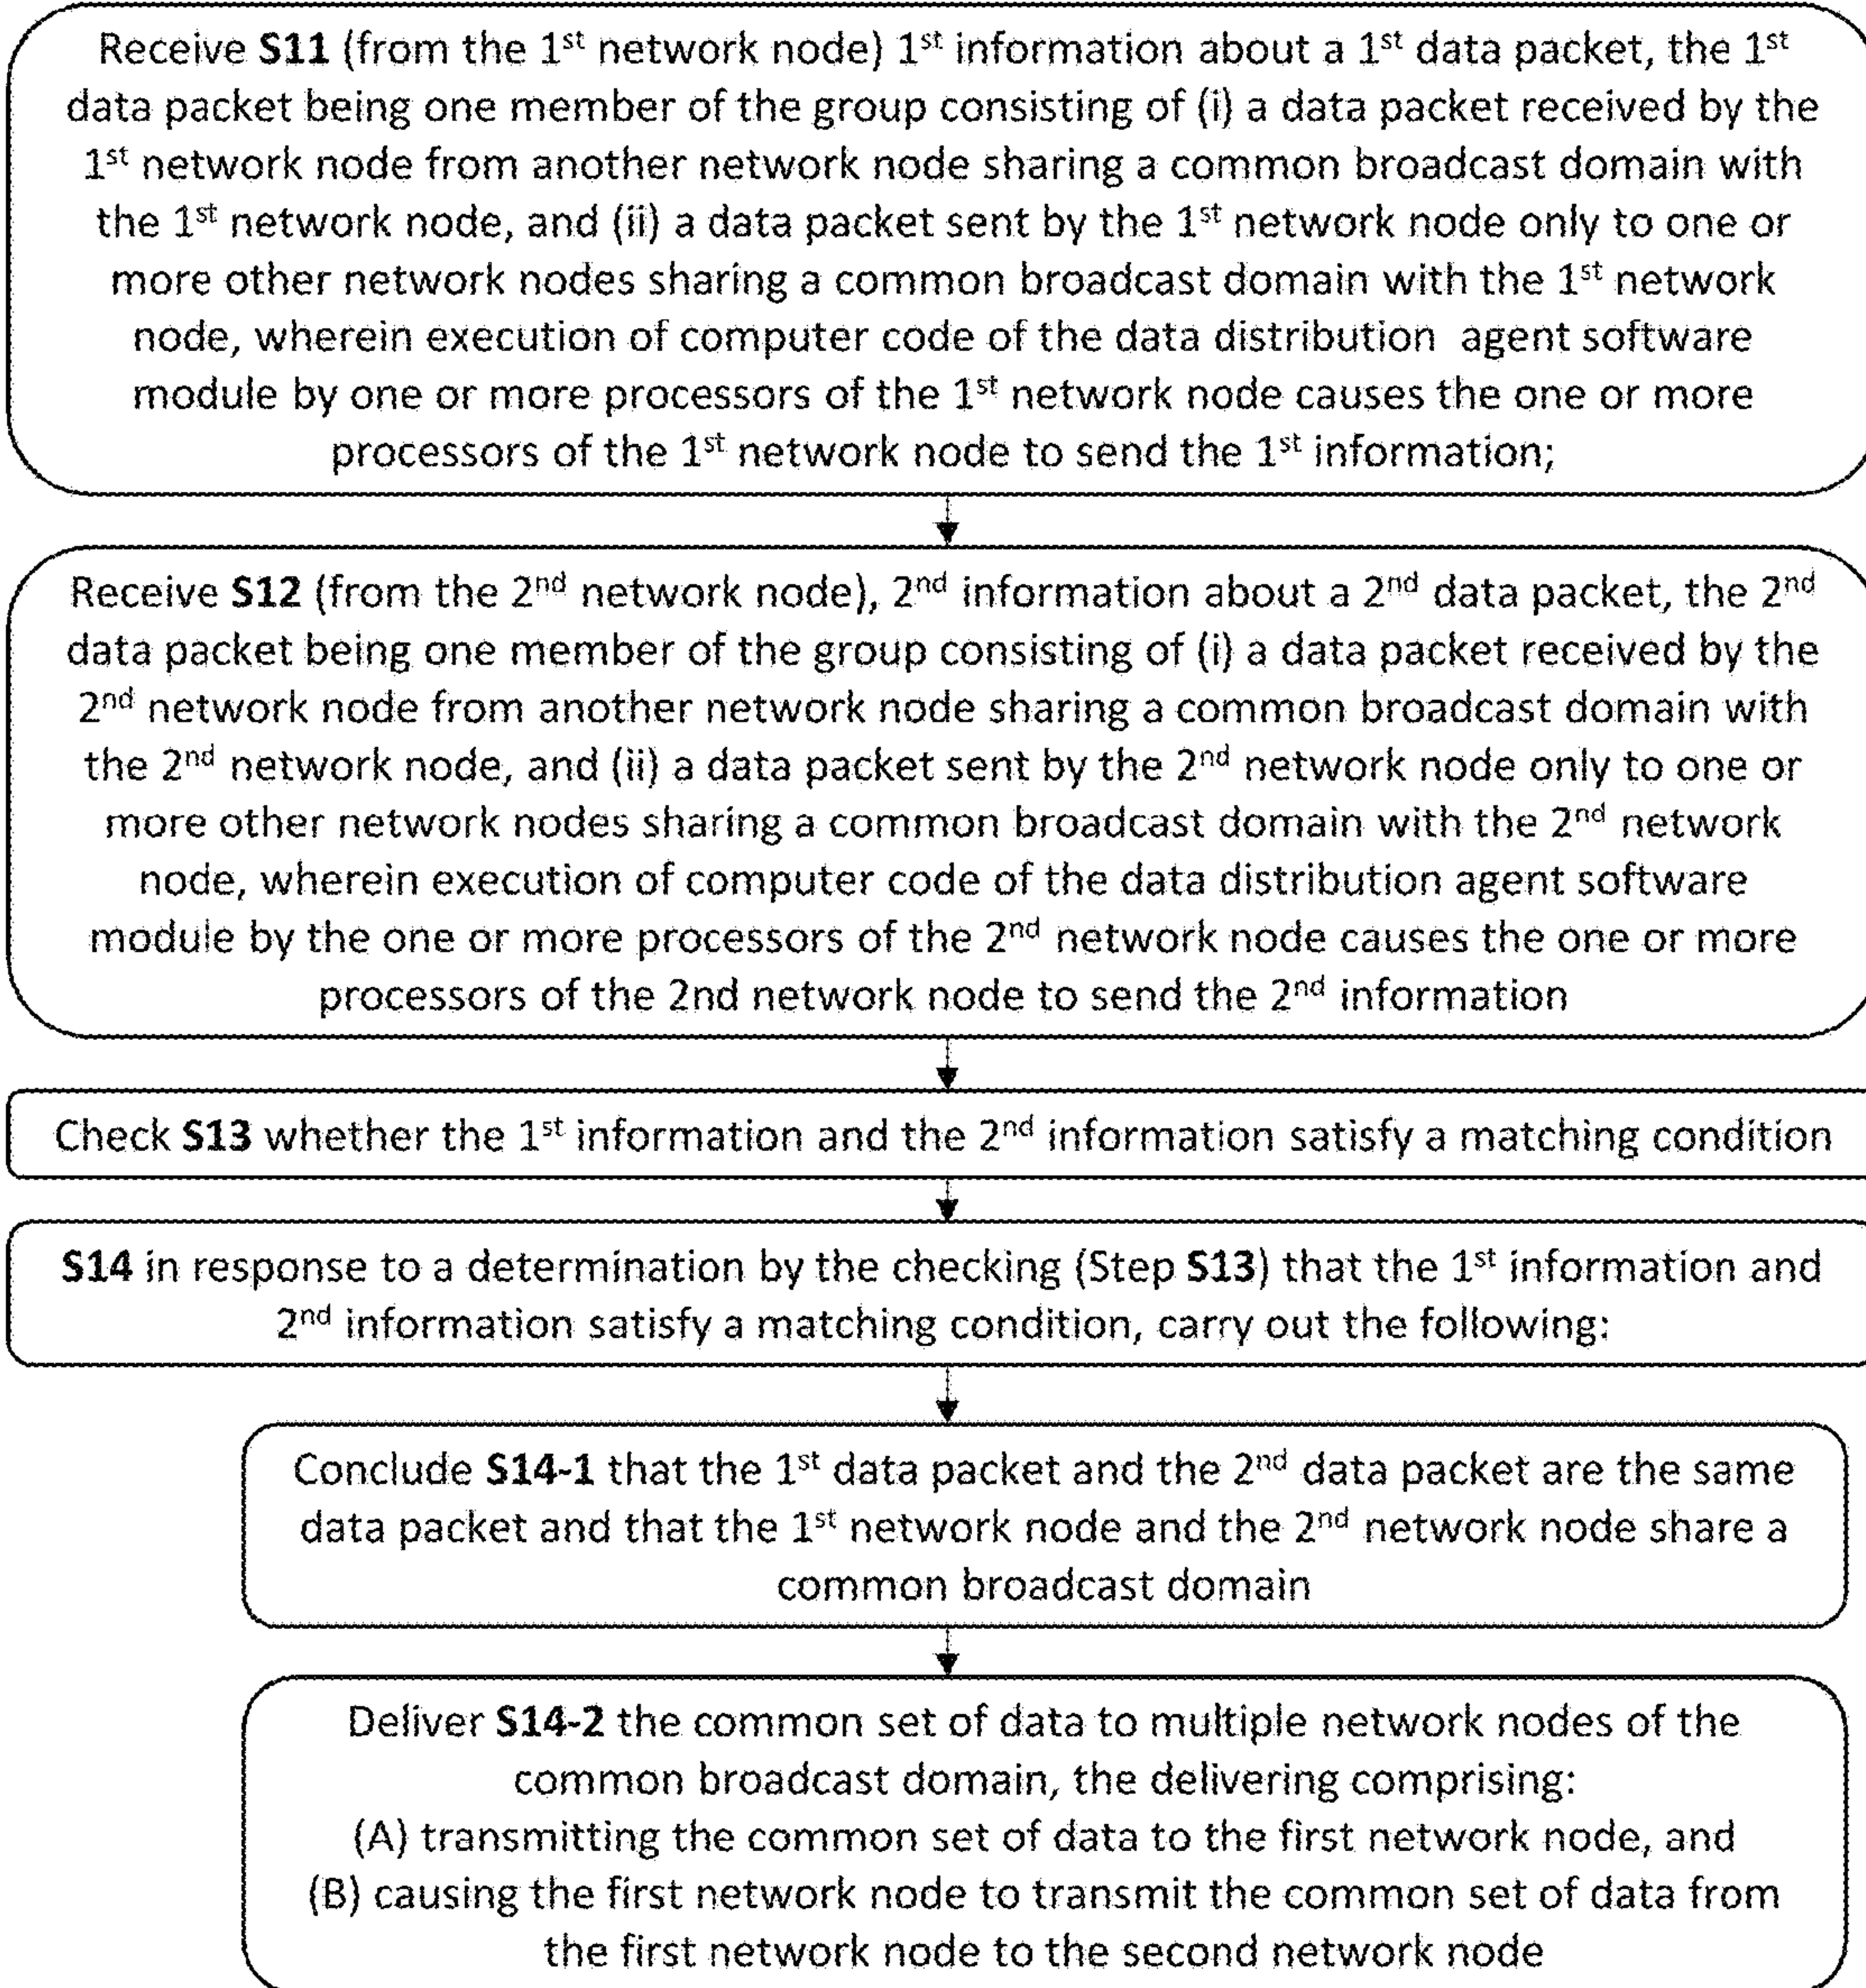 Receive S11 (from the 1st network node) 1st information about a 1st data packet, the 1st
data packet being one member of the group consisting of (i) a data packet received by the
1st network node from another network node sharing a common broadcast domain with
the 1st network node, and (ii) a data packet sent by the 1st network node only to one or
more other network nodes sharing a common broadcast domain with the 1st network
node, wherein execution of computer code of the data distribution agent software
module by one or more processors of the 1st network node causes the one or more
processors of the 1st network node to send the 1st information;
Receive S12 (from the 2nd network node), 2nd information about a 2nd data packet, the 2nd
data packet being one member of the group consisting of (i) a data packet received by the
2nd network node from another network node sharing a common broadcast domain with
the 2nd network node, and (ii) a data packet sent by the 2nd network node only to one or
more other network nodes sharing a common broadcast domain with the 2nd network
node, wherein execution of computer code of the data distribution agent software
module by the one or more processors of the 2nd network node causes the one or more
processors of the 2nd network node to send the 2nd information
Check S13 whether the 1st information and the 2nd information satisfy a matching condition
S14 in response to a determination by the checking (Step S13) that the 1st information and
2nd information satisfy a matching condition, carry out the following:
Conclude S14-1 that the 1st data packet and the 2nd data packet are the same
data packet and that the 1st network node and the 2nd network node share a
common broadcast domain
Deliver S14-2 the common set of data to multiple network nodes of the
common broadcast domain, the delivering comprising:
(A) transmitting the common set of data to the first network node, and
(B) causing the first network node to transmit the common set of data from
the first network node to the second network node